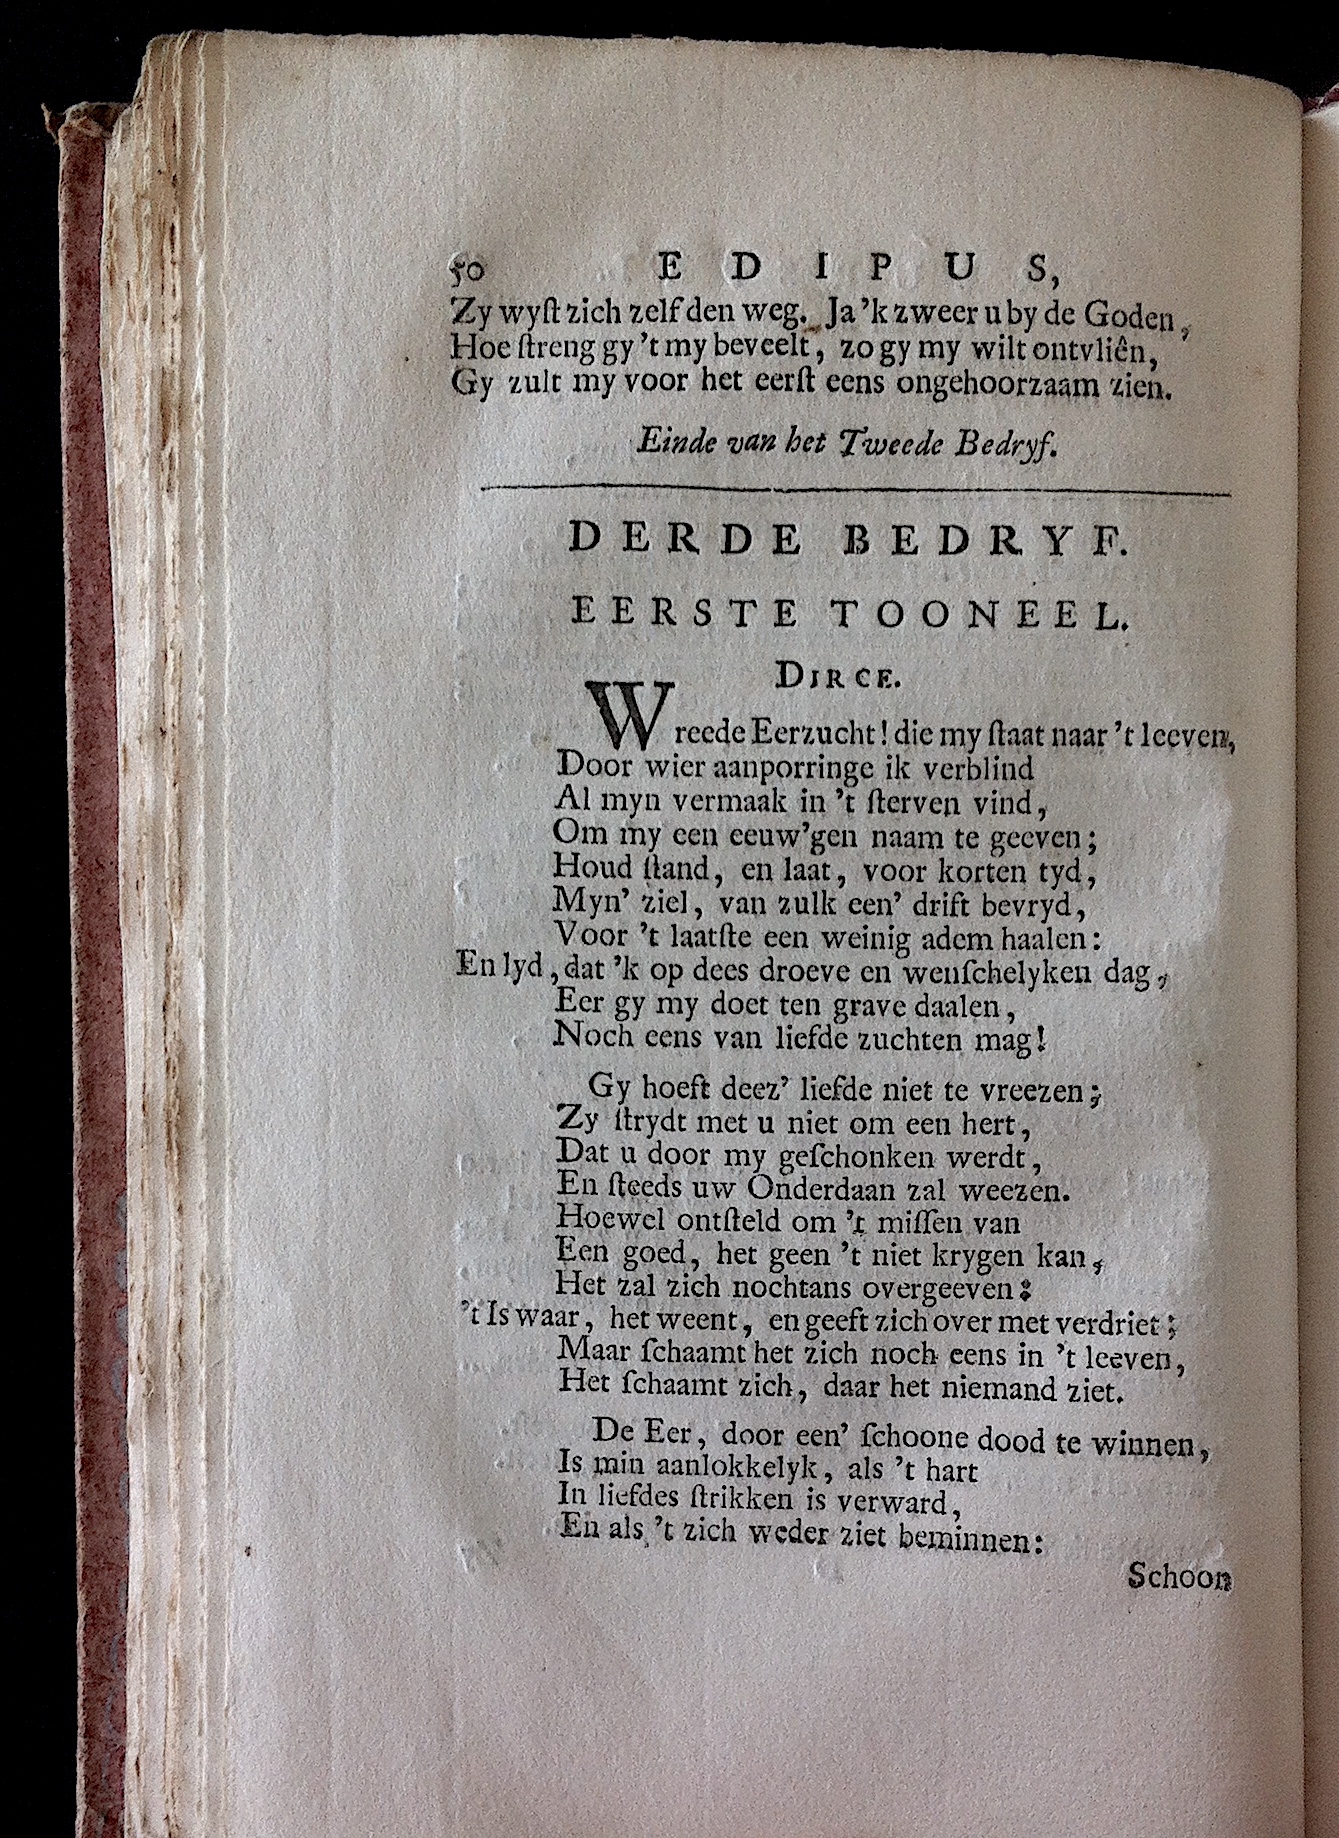 50 E D I P U S,
Zy wyſt zich zelf den weg. Ja 'k zweer u by de Goden,
Hoe ſtreng gy 't my beveelt, zo gy my wilt ontvliên,
Gy zult my voor het eerſt eens ongehoorzaam zien.
Einde van het Tweede Bedryf.
DERDE BEDRYF.
EERSTE TOONEEL.
DIRCE.
Wreede Eerzucht! die my ſtaat naar 't leeven,
Door wier aanporringe ik verblind
Al myn vermaak in 't ſterven vind,
Om my een eeuw'gen naam te geeven;
Houd ſtand, en laat, voor korten tyd,
Myn' ziel, van zulk een' drift bevryd,
Voor 't laatſte een weinig adem haalen:
En lyd, dat 'k op dees droeve en wenſchelyken dag,
Eer gy my doet ten grave daalen,
Noch eens van liefde zuchten mag!
Gy hoeft deez' liefde niet te vreezen;
Zy ſtrydt met u niet om een hert,
Dat u door my geſchonken werdt,
En ſteeds uw Onderdaan zal weezen.
Hoewel ontſteld om 't miſſen van
Een goed, het geen 't niet krygen kan,
Het zal zich nochtans overgeeven:
't Is waar, het weent, en geeft zich over met verdriet;
Maar ſchaamt het zich noch eens in 't leeven,
Het ſchaamt zich, daar het niemand ziet.
De Eer, door een' ſchoone dood te winnen,
Is min aanlokkelyk, als 't hart
In liefdes ſtrikken is verward,
En als 't zich weder ziet beminnen:
Schoon